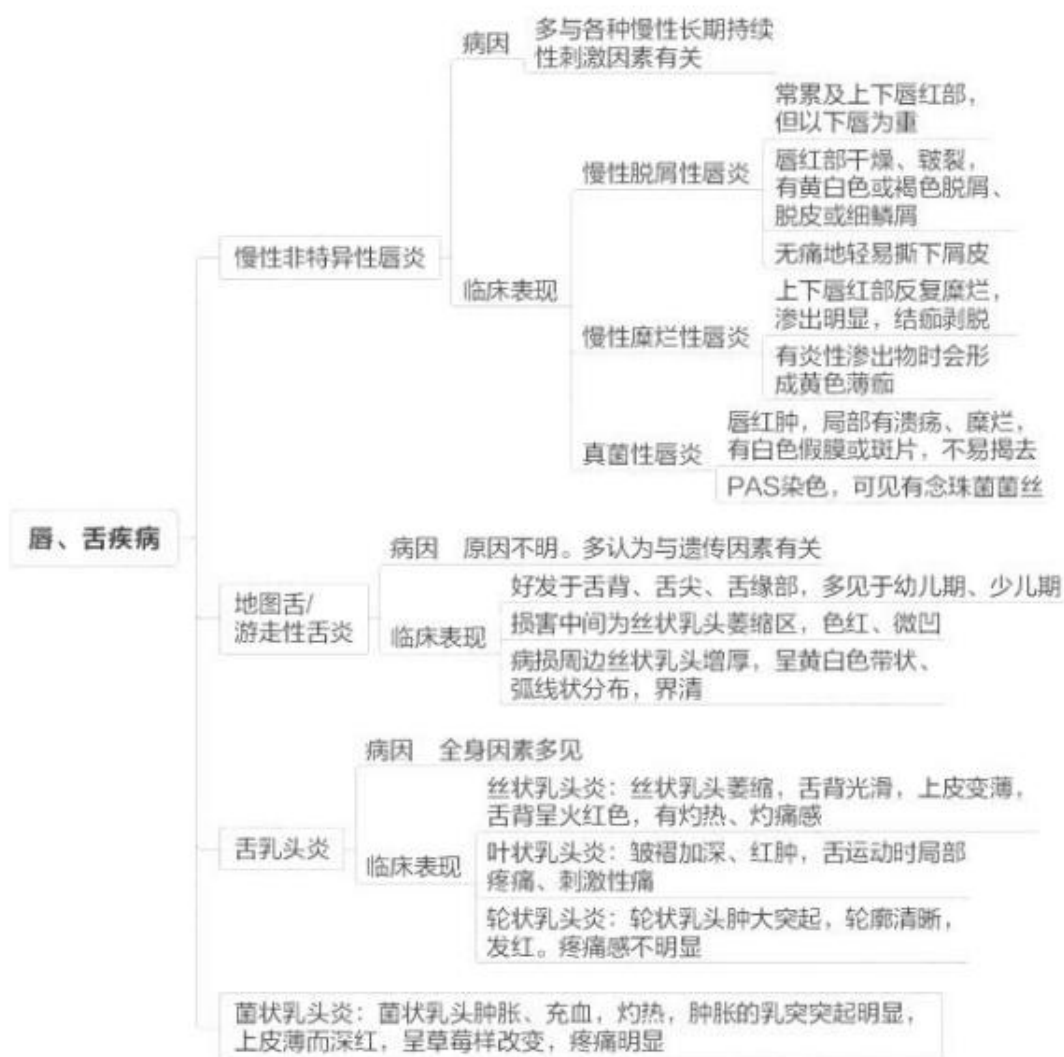 病因
多与各种慢性长期持续
性刺激因素有关
常累及上下唇红部，
但以下唇为重
慢性脱屑性唇炎
唇红部干燥、皲裂，
有黄白色或褐色脱屑、
脱皮或细鳞屑
无痛地轻易撕下屑皮
慢性非特异性唇炎
临床表现
上下唇红部反复糜烂，
渗出明显，结痂剥脱
慢性糜烂性唇炎
有炎性渗出物时会形
成黄色薄痂
唇红肿，局部有溃疡、糜烂，
有白色假膜或斑片，不易揭去
真菌性唇炎
PAS染色，可见有念珠菌菌丝
唇、舌疾病
病因 原因不明。多认为与遗传因素有关
地图舌/
游走性舌炎
好发于舌背、舌尖、舌缘部，多见于幼儿期、少儿期
临床表现
损害中间为丝状乳头萎缩区，色红、微凹
病损周边丝状乳头增厚，呈黄白色带状、
弧线状分布，界清
病因 全身因素多见
舌乳头炎
丝状乳头炎：丝状乳头萎缩，舌背光滑，上皮变薄，
舌背呈火红色，有灼热、灼痛感
临床表现
叶状乳头炎：皱褶加深、红肿，舌运动时局部
疼痛、刺激性痛
轮状乳头炎：轮状乳头肿大突起，轮廓清晰，
发红。疼痛感不明显
菌状乳头炎：菌状乳头肿胀、充血，灼热，肿胀的乳突突起明显，
上皮薄而深红，呈草莓样改变，疼痛明显